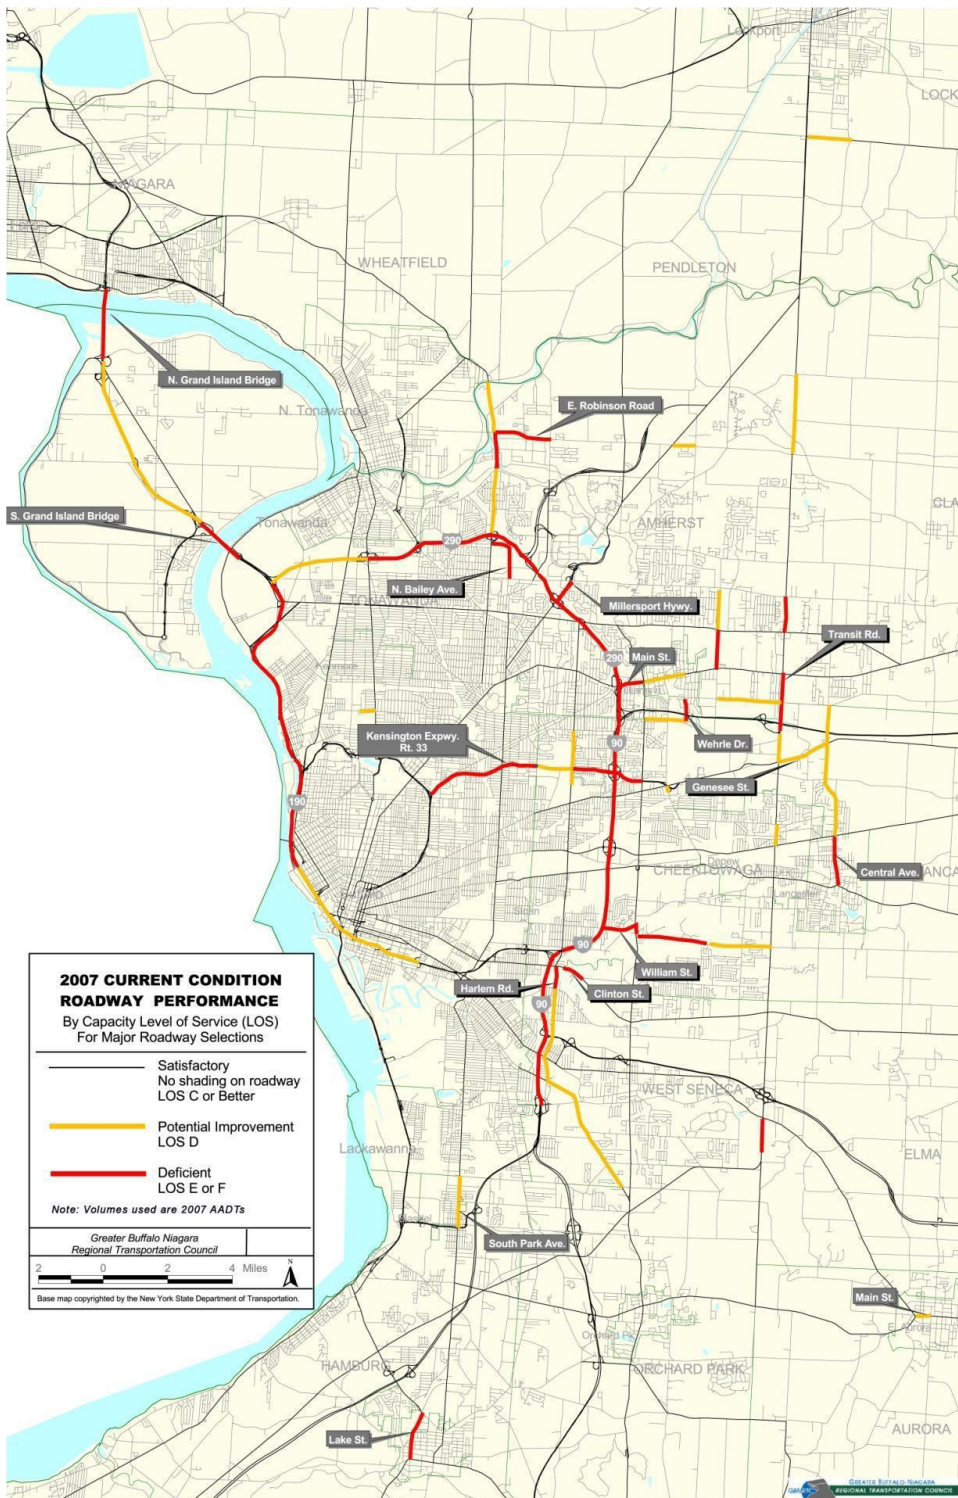 Lockport
LOCK
NIAGARA
WHEATFIELD
PENDLETON
N. Grand Island Bridge
N. Tonawanda
E. Robinson Road
S. Grand Island Bridge
Tonawanda
AMHERST
CLA
290
N. Bailey Ave.
TONAWANDA
Millersport Hywy.
Transit Rd.
290
Main St.
Kenmore
Kensington Expwy.
Rt. 33
90
Wehrle Dr.
190
Genesee St.
Depew
CHEEKTOWAGA
Central Ave.
ANCA
Lancaster
Sloan
90
William St.
Harlem Rd.
Clinton St.
90
WEST SENECA
Lackawanna
ELMA
Blasdell
South Park Ave.
Main St.
E. Aurora
Orchard Pk
HAMBURG
ORCHARD PARK
AURORA
Lake St.
2007 CURRENT CONDITION
ROADWAY PERFORMANCE
By Capacity Level of Service (LOS)
For Major Roadway Selections
Satisfactory
No shading on roadway
LOS C or Better
Potential Improvement
LOS D
Deficient
LOS E or F
Note: Volumes used are 2007 AADTs
Greater Buffalo Niagara
Regional Transportation Council
2 0 2 4 Miles
N
Base map copyrighted by the New York State Department of Transportation.
GREATER BUFFALO-NIAGARA
GBNRTC REGIONAL TRANSPORTATION COUNCIL